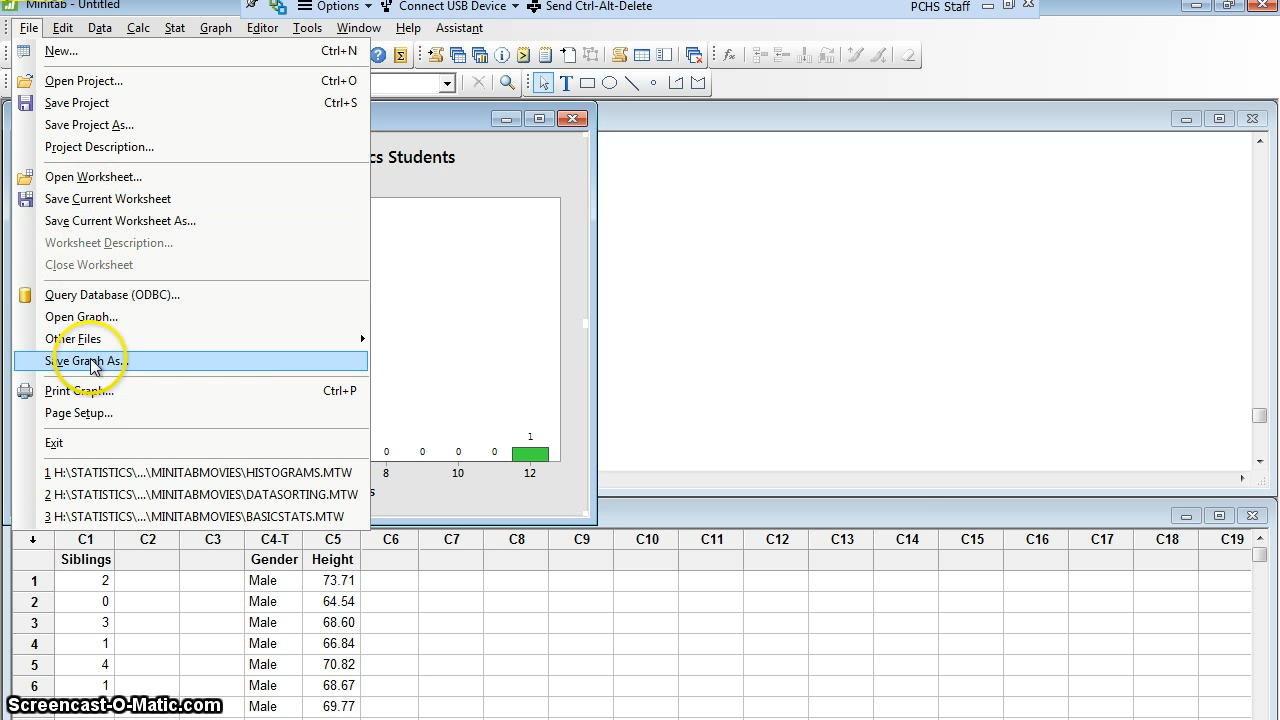 Minitab - Untitled
Options Connect USB Device Send Ctrl-Alt-Delete PCHS Staff
File Edit Data Calc Stat Graph Editor Tools Window Help Assistant
New... Ctrl+N
Open Project... Ctrl+O
Save Project Ctrl+S
Save Project As...
Project Description...
Open Worksheet...
Save Current Worksheet
Save Current Worksheet As...
Worksheet Description...
Close Worksheet
Query Database (ODBC)...
Open Graph...
Other Files
Save Graph As...
Print Graph... Ctrl+P
Page Setup...
Exit
1 H:\STATISTICS\...\MINITABMOVIES\HISTOGRAMS.MTW
2 H:\STATISTICS\...\MINITABMOVIES\DATASORTING.MTW
3 H:\STATISTICS\...\MINITABMOVIES\BASICSTATS.MTW
cs Students
1
0 0 0
8 10 12
s
C1 C2 C3 C4-T C5 C6 C7 C8 C9 C10 C11 C12 C13 C14 C15 C16 C17 C18 C19
Siblings Gender Height
1 2 Male 73.71
2 0 Male 64.54
3 3 Male 68.60
4 1 Male 66.84
5 4 Male 70.82
6 1 Male 68.67
Male 69.77
Screencast-O-Matic.com